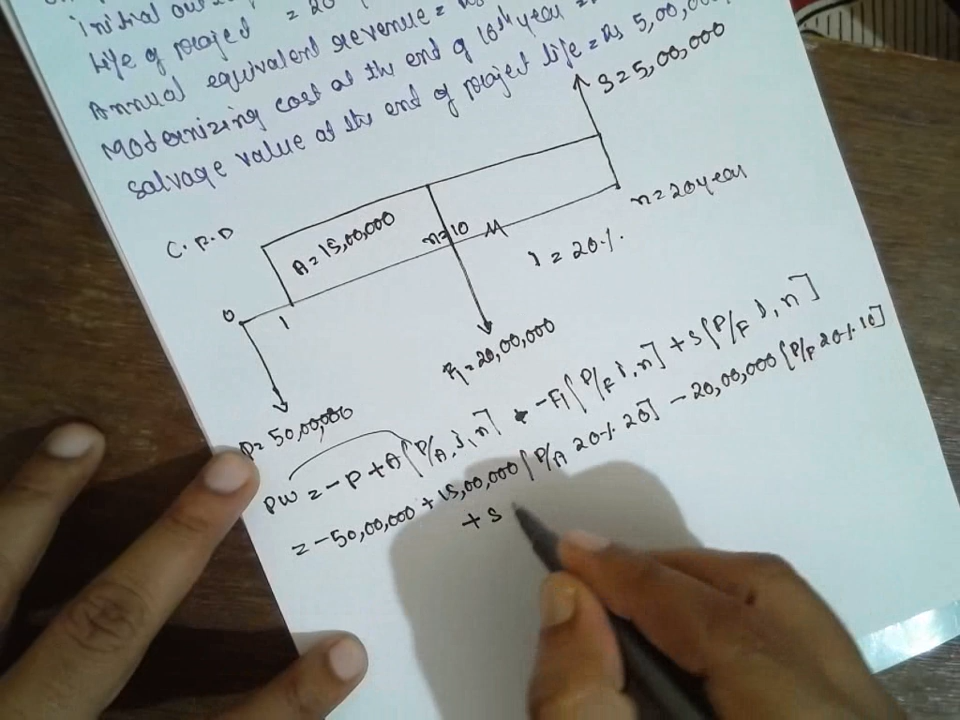 initial
Life of project = 20
Annual equivalent revenue =
Modernizing cost at the end of 10th year =
Salvage value at the end of project life = Rs 5,00,00
S = 5,00,000
C.F.D
A = 15,00,000
n=10
n = 20 year
i = 20%.
0
1
F1 = 20,00,000
P = 50,00,000
PW = -P + A [P/A, i, n] - F1 [P/F i, n] + S [P/F i, n]
= -50,00,000 + 15,00,000 [P/A 20% 20] - 20,00,000 [P/F 20% 10]
+ S